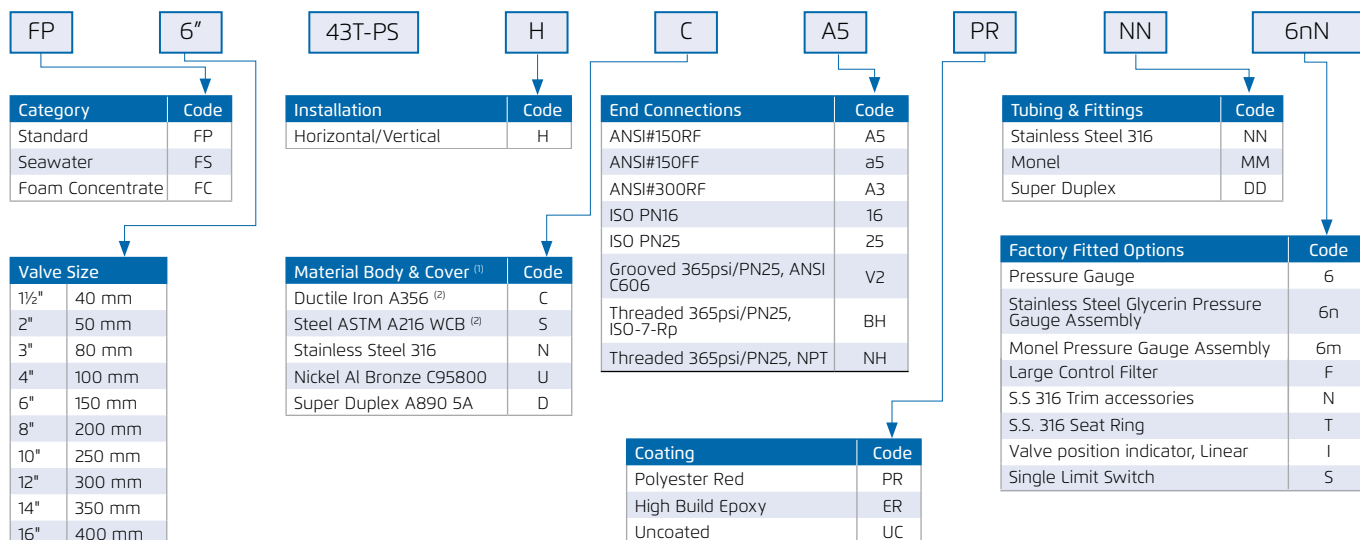 FP 6" 43T-PS H C A5 PR NN 6nN
Category Code
Standard FP
Seawater FS
Foam Concentrate FC
Valve Size
1½" 40 mm
2" 50 mm
3" 80 mm
4" 100 mm
6" 150 mm
8" 200 mm
10" 250 mm
12" 300 mm
14" 350 mm
16" 400 mm
Installation Code
Horizontal/Vertical H
Material Body & Cover (1) Code
Ductile Iron A356 (2) C
Steel ASTM A216 WCB (2) S
Stainless Steel 316 N
Nickel Al Bronze C95800 U
Super Duplex A890 5A D
End Connections Code
ANSI#150RF A5
ANSI#150FF a5
ANSI#300RF A3
ISO PN16 16
ISO PN25 25
Grooved 365psi/PN25, ANSI
C606 V2
Threaded 365psi/PN25,
ISO-7-Rp BH
Threaded 365psi/PN25, NPT NH
Coating Code
Polyester Red PR
High Build Epoxy ER
Uncoated UC
Tubing & Fittings Code
Stainless Steel 316 NN
Monel MM
Super Duplex DD
Factory Fitted Options Code
Pressure Gauge 6
Stainless Steel Glycerin Pressure
Gauge Assembly 6n
Monel Pressure Gauge Assembly 6m
Large Control Filter F
S.S 316 Trim accessories N
S.S. 316 Seat Ring T
Valve position indicator, Linear I
Single Limit Switch S